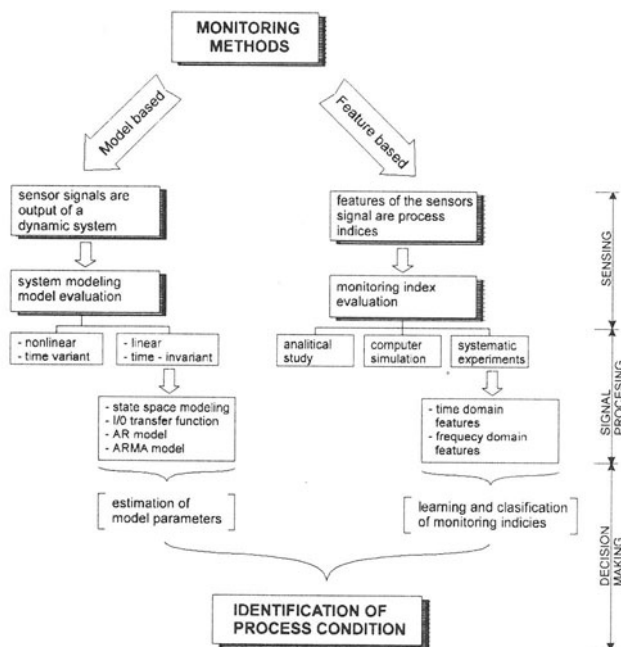 MONITORING
METHODS
Model based
Feature based
sensor signals are
output of a
dynamic system
features of the sensors
signal are process
indices
SENSING
system modeling
model evaluation
monitoring index
evaluation
- nonlinear
- time variant
- linear
- time - invariant
analitical
study
computer
simulation
systematic
experiments
SIGNAL
PROCESING
- state space modeling
- I/0 transfer function
- AR model
- ARMA model
- time domain
features
- frequecy domain
features
estimation of
model parameters
learning and clasification
of monitoring indicies
DECISION
MAKING
IDENTIFICATION OF
PROCESS CONDITION